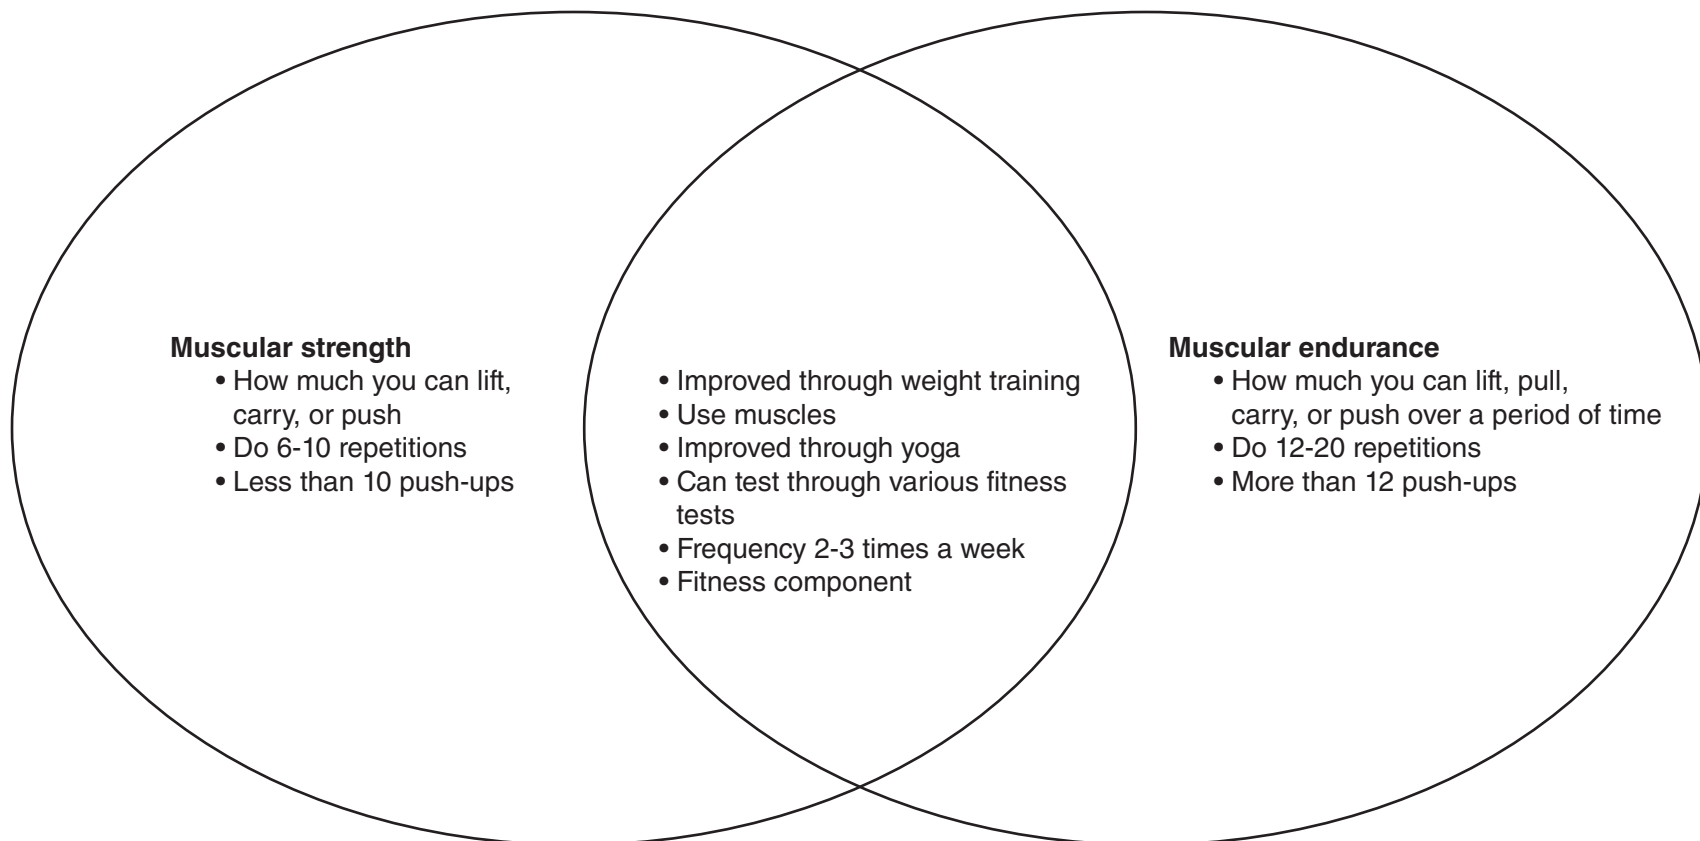 Muscular strength
• How much you can lift,
carry, or push
• Do 6-10 repetitions
• Less than 10 push-ups
• Improved through weight training
• Use muscles
• Improved through yoga
• Can test through various fitness
tests
• Frequency 2-3 times a week
• Fitness component
Muscular endurance
• How much you can lift, pull,
carry, or push over a period of time
• Do 12-20 repetitions
• More than 12 push-ups